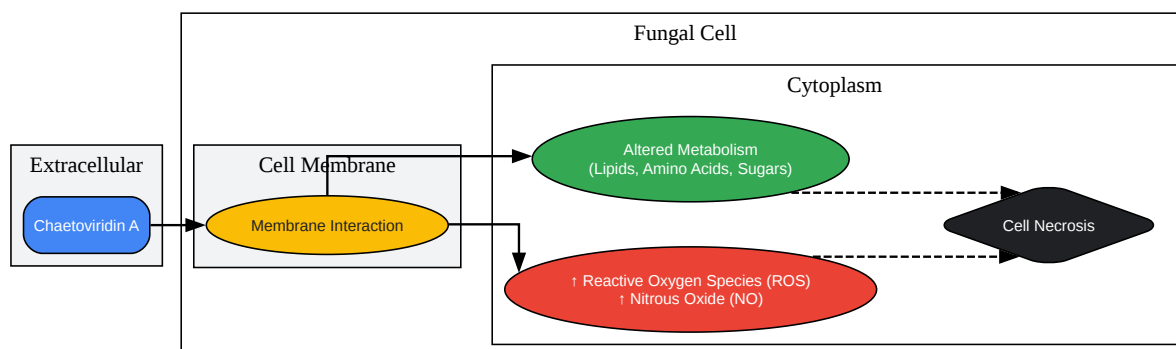 Fungal Cell
Cytoplasm
Extracellular
Cell Membrane
Altered Metabolism
(Lipids, Amino Acids, Sugars)
Chaetoviridin A
Membrane Interaction
Cell Necrosis
↑ Reactive Oxygen Species (ROS)
↑ Nitrous Oxide (NO)